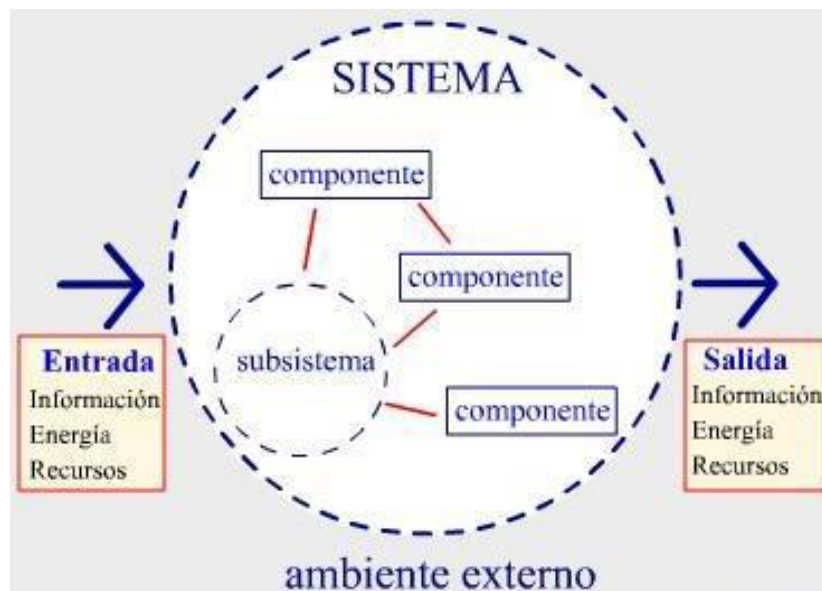 SISTEMA
componente
componente
subsistema
componente
Entrada
Información
Energía
Recursos
Salida
Información
Energía
Recursos
ambiente externo